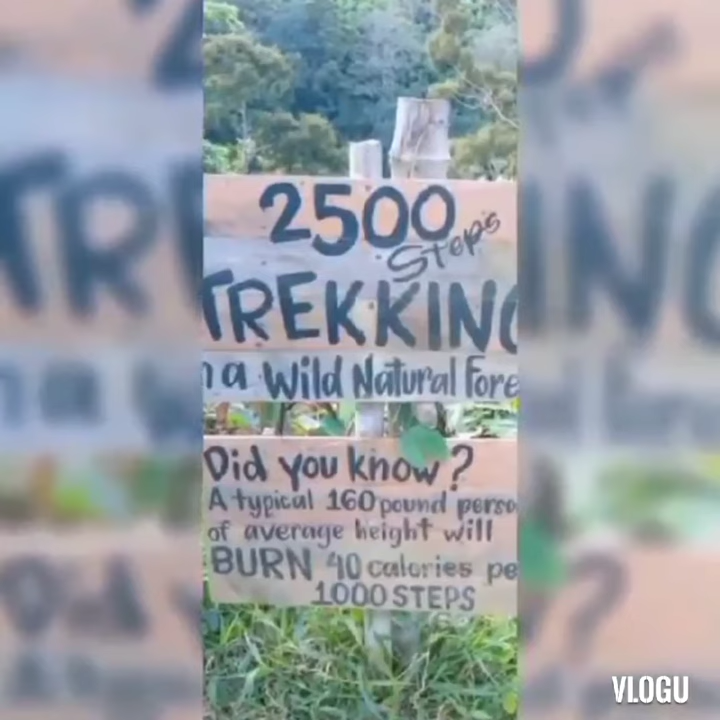 2500
Steps
TREKKING
n a Wild Natural Fore
Did you know?
A typical 160 pound perso
of average height will
BURN 40 calories pe
1000 STEPS
VLOGU